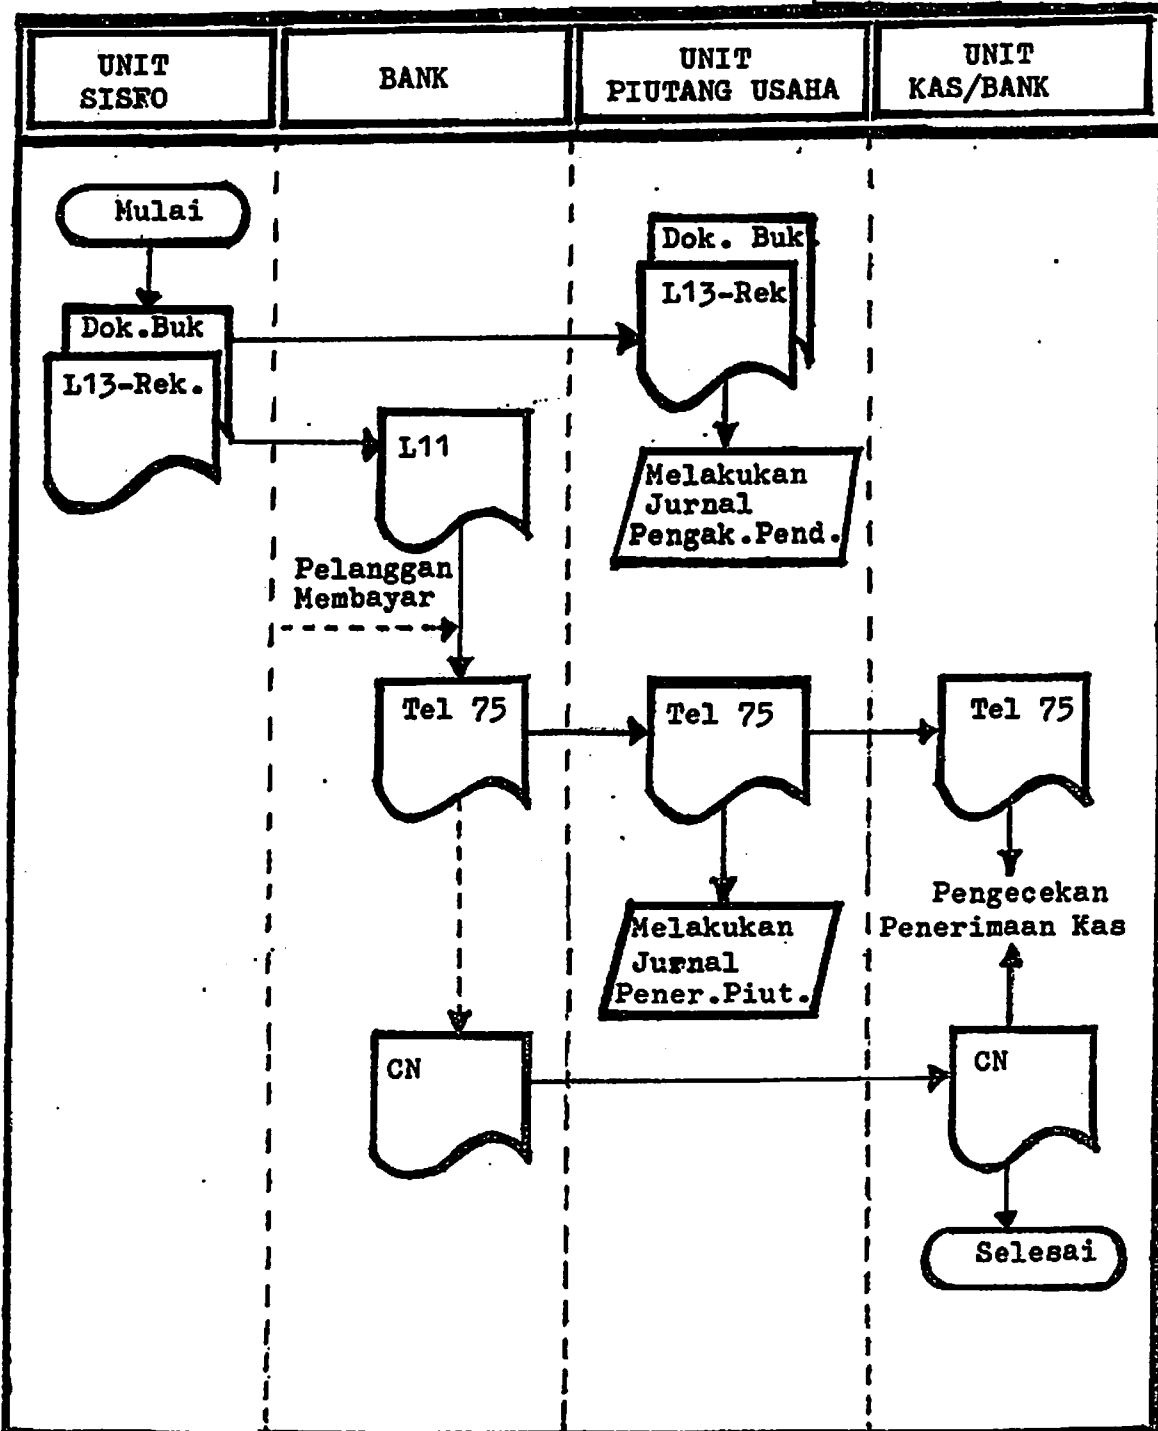 UNIT
SISFO
BANK
UNIT
PIUTANG USAHA
UNIT
KAS/BANK
Mulai
Dok.Buk
L13-Rek.
Dok. Buk
L13-Rek
L11
Melakukan
Jurnal
Pengak.Pend.
Pelanggan
Membayar
Tel 75
Tel 75
Tel 75
Melakukan
Jurnal
Pener.Piut.
Pengecekan
Penerimaan Kas
CN
CN
Selesai